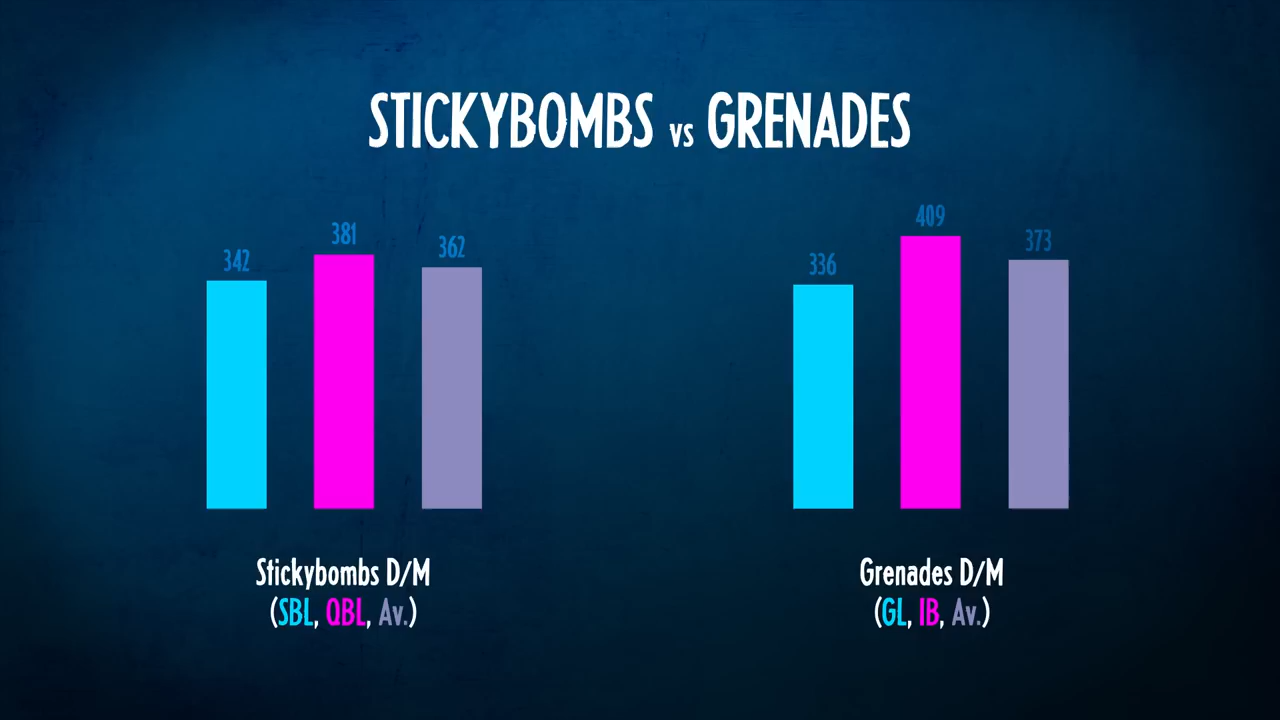 STICKYBOMBS vs GRENADES
342
381
362
336
409
373
Stickybombs D/M
(SBL, QBL, Av.)
Grenades D/M
(GL, IB, Av.)